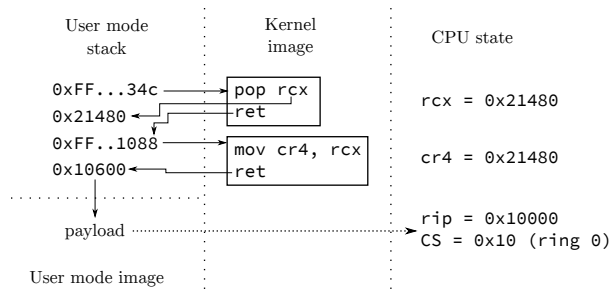 User mode
stack
Kernel
image
CPU state
0xFF...34c
pop rcx
0x21480
ret
rcx = 0x21480
0xFF..1088
mov cr4, rcx
cr4 = 0x21480
0x10600
ret
payload
rip = 0x10000
CS = 0x10 (ring 0)
User mode image